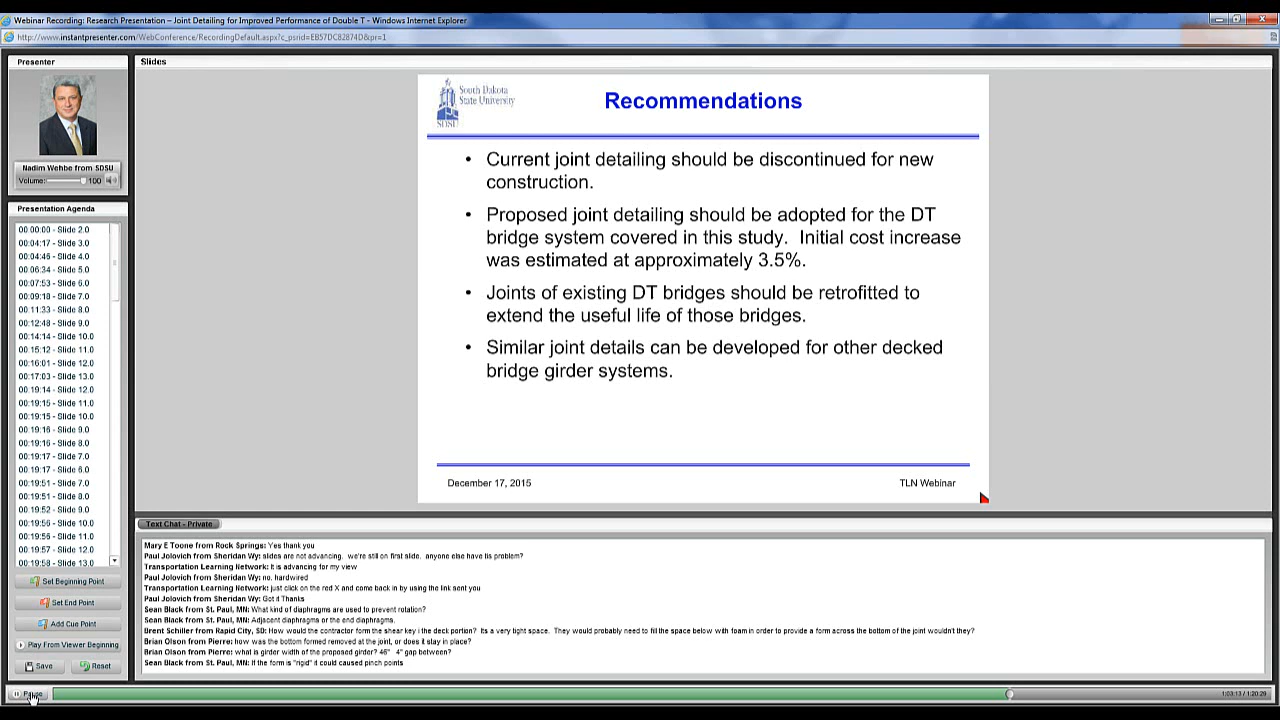 Webinar Recording: Research Presentation – Joint Detailing for Improved Performance of Double T - Windows Internet Explorer
http://www.instantpresenter.com/WebConference/RecordingDefault.aspx?c_psrid=EB57DC82874D&pr=1
Presenter
Nadim Wehbe from SDSU
Volume: 100
Presentation Agenda
00:00:00 - Slide 2.0
00:04:17 - Slide 3.0
00:04:46 - Slide 4.0
00:06:34 - Slide 5.0
00:07:53 - Slide 6.0
00:09:18 - Slide 7.0
00:11:33 - Slide 8.0
00:12:48 - Slide 9.0
00:14:14 - Slide 10.0
00:15:12 - Slide 11.0
00:16:01 - Slide 12.0
00:17:03 - Slide 13.0
00:19:14 - Slide 12.0
00:19:15 - Slide 11.0
00:19:15 - Slide 10.0
00:19:16 - Slide 9.0
00:19:16 - Slide 8.0
00:19:17 - Slide 7.0
00:19:17 - Slide 6.0
00:19:51 - Slide 7.0
00:19:51 - Slide 8.0
00:19:52 - Slide 9.0
00:19:56 - Slide 10.0
00:19:56 - Slide 11.0
00:19:57 - Slide 12.0
00:19:58 - Slide 13.0
Set Beginning Point
Set End Point
Add Cue Point
Play From Viewer Beginning
Save Reset
Slides
South Dakota
State University
SDSU
Recommendations
• Current joint detailing should be discontinued for new
construction.
• Proposed joint detailing should be adopted for the DT
bridge system covered in this study. Initial cost increase
was estimated at approximately 3.5%.
• Joints of existing DT bridges should be retrofitted to
extend the useful life of those bridges.
• Similar joint details can be developed for other decked
bridge girder systems.
December 17, 2015 TLN Webinar
Text Chat - Private
Mary E Toone from Rock Springs: Yes thank you
Paul Jolovich from Sheridan Wy: slides are not advancing. we're still on first slide. anyone else have tis problem?
Transportation Learning Network: It is advancing for my view
Paul Jolovich from Sheridan Wy: no. hardwired
Transportation Learning Network: just click on the red X and come back in by using the link sent you
Paul Jolovich from Sheridan Wy: Got it Thanks
Sean Black from St. Paul, MN: What kind of diaphragms are used to prevent rotation?
Sean Black from St. Paul, MN: Adjacent diaphragms or the end diaphragms.
Brent Schiller from Rapid City, SD: How would the contractor form the shear key i the deck portion? Its a very tight space. They would probably need to fill the space below with foam in order to provide a form across the bottom of the joint wouldn't they?
Brian Olson from Pierre: how was the bottom formed removed at the joint, or does it stay in place?
Brian Olson from Pierre: what is girder width of the proposed girder? 46" 4" gap between?
Sean Black from St. Paul, MN: If the form is "rigid" it could caused pinch points
Pause
1:03:13 / 1:20:29